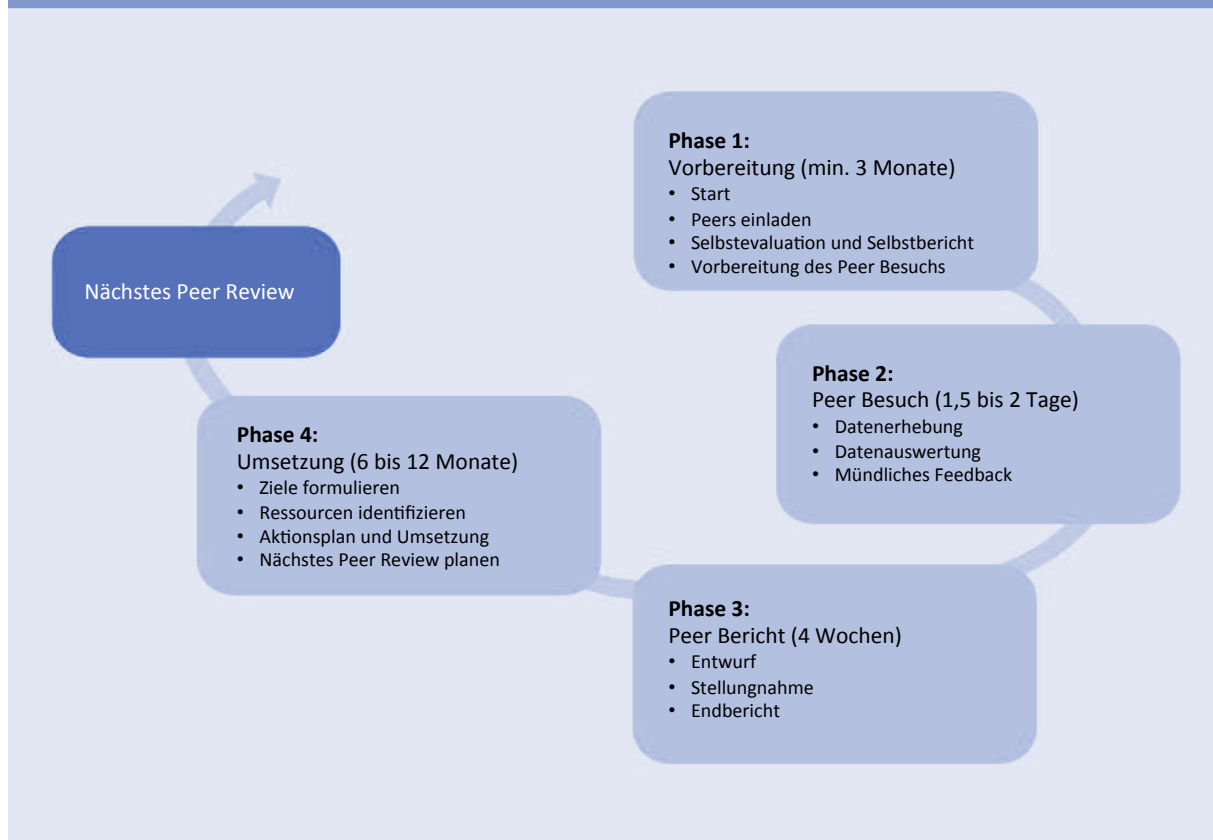 Phase 1:
Vorbereitung (min. 3 Monate)
• Start
• Peers einladen
• Selbstevaluation und Selbstbericht
• Vorbereitung des Peer Besuchs
Phase 2:
Peer Besuch (1,5 bis 2 Tage)
• Datenerhebung
• Datenauswertung
• Mündliches Feedback
Phase 3:
Peer Bericht (4 Wochen)
• Entwurf
• Stellungnahme
• Endbericht
Phase 4:
Umsetzung (6 bis 12 Monate)
• Ziele formulieren
• Ressourcen identifizieren
• Aktionsplan und Umsetzung
• Nächstes Peer Review planen
Nächstes Peer Review